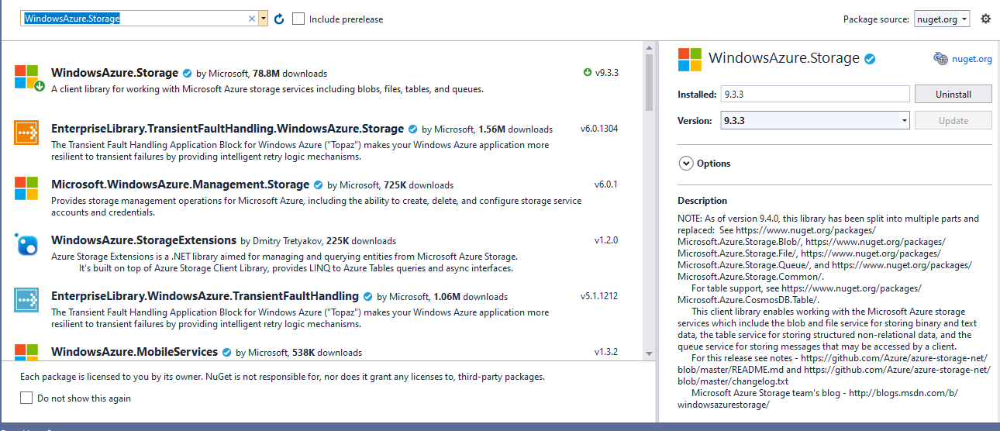 WindowsAzure.Storage
Include prerelease
Package source: nuget.org
WindowsAzure.Storage by Microsoft, 78.8M downloads v9.3.3
A client library for working with Microsoft Azure storage services including blobs, files, tables, and queues.
EnterpriseLibrary.TransientFaultHandling.WindowsAzure.Storage by Microsoft, 1.56M downloads v6.0.1304
The Transient Fault Handling Application Block for Windows Azure ("Topaz") makes your Windows Azure application more
resilient to transient failures by providing intelligent retry logic mechanisms.
Microsoft.WindowsAzure.Management.Storage by Microsoft, 725K downloads v6.0.1
Provides storage management operations for Microsoft Azure, including the ability to create, delete, and configure storage service
accounts and credentials.
WindowsAzure.StorageExtensions by Dmitry Tretyakov, 225K downloads v1.2.0
Azure Storage Extensions is a .NET library aimed for managing and querying entities from Microsoft Azure Storage.
It's built on top of Azure Storage Client Library, provides LINQ to Azure Tables queries and async interfaces.
EnterpriseLibrary.WindowsAzure.TransientFaultHandling by Microsoft, 1.06M downloads v5.1.1212
The Transient Fault Handling Application Block for Windows Azure ("Topaz") makes your Windows Azure application more
resilient to transient failures by providing intelligent retry logic mechanisms.
WindowsAzure.MobileServices by Microsoft, 538K downloads v1.3.2
Each package is licensed to you by its owner. NuGet is not responsible for, nor does it grant any licenses to, third-party packages.
Do not show this again
WindowsAzure.Storage nuget.org
Installed: 9.3.3 Uninstall
Version: 9.3.3 Update
Options
Description
NOTE: As of version 9.4.0, this library has been split into multiple parts and
replaced: See https://www.nuget.org/packages/
Microsoft.Azure.Storage.Blob/, https://www.nuget.org/packages/
Microsoft.Azure.Storage.File/, https://www.nuget.org/packages/
Microsoft.Azure.Storage.Queue/, and https://www.nuget.org/packages/
Microsoft.Azure.Storage.Common/.
For table support, see https://www.nuget.org/packages/
Microsoft.Azure.CosmosDB.Table/.
This client library enables working with the Microsoft Azure storage
services which include the blob and file service for storing binary and text
data, the table service for storing structured non-relational data, and the
queue service for storing messages that may be accessed by a client.
For this release see notes - https://github.com/Azure/azure-storage-net/
blob/master/README.md and https://github.com/Azure/azure-storage-net/
blob/master/changelog.txt
Microsoft Azure Storage team's blog - http://blogs.msdn.com/b/
windowsazurestorage/